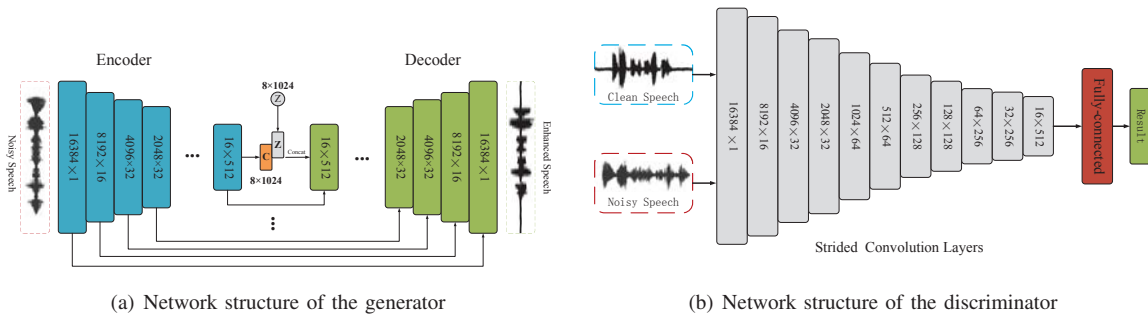 Encoder
Decoder
Noisy Speech
16384×1
8192×16
4096×32
2048×32
...
16×512
8×1024
Z
Z
C
Concat
8×1024
16×512
...
...
2048×32
4096×32
8192×16
16384×1
Enhanced Speech
(a) Network structure of the generator
Clean Speech
Noisy Speech
16384×1
8192×16
4096×32
2048×32
1024×64
512×64
256×128
128×128
64×256
32×256
16×512
Fully-connected
Result
Strided Convolution Layers
(b) Network structure of the discriminator